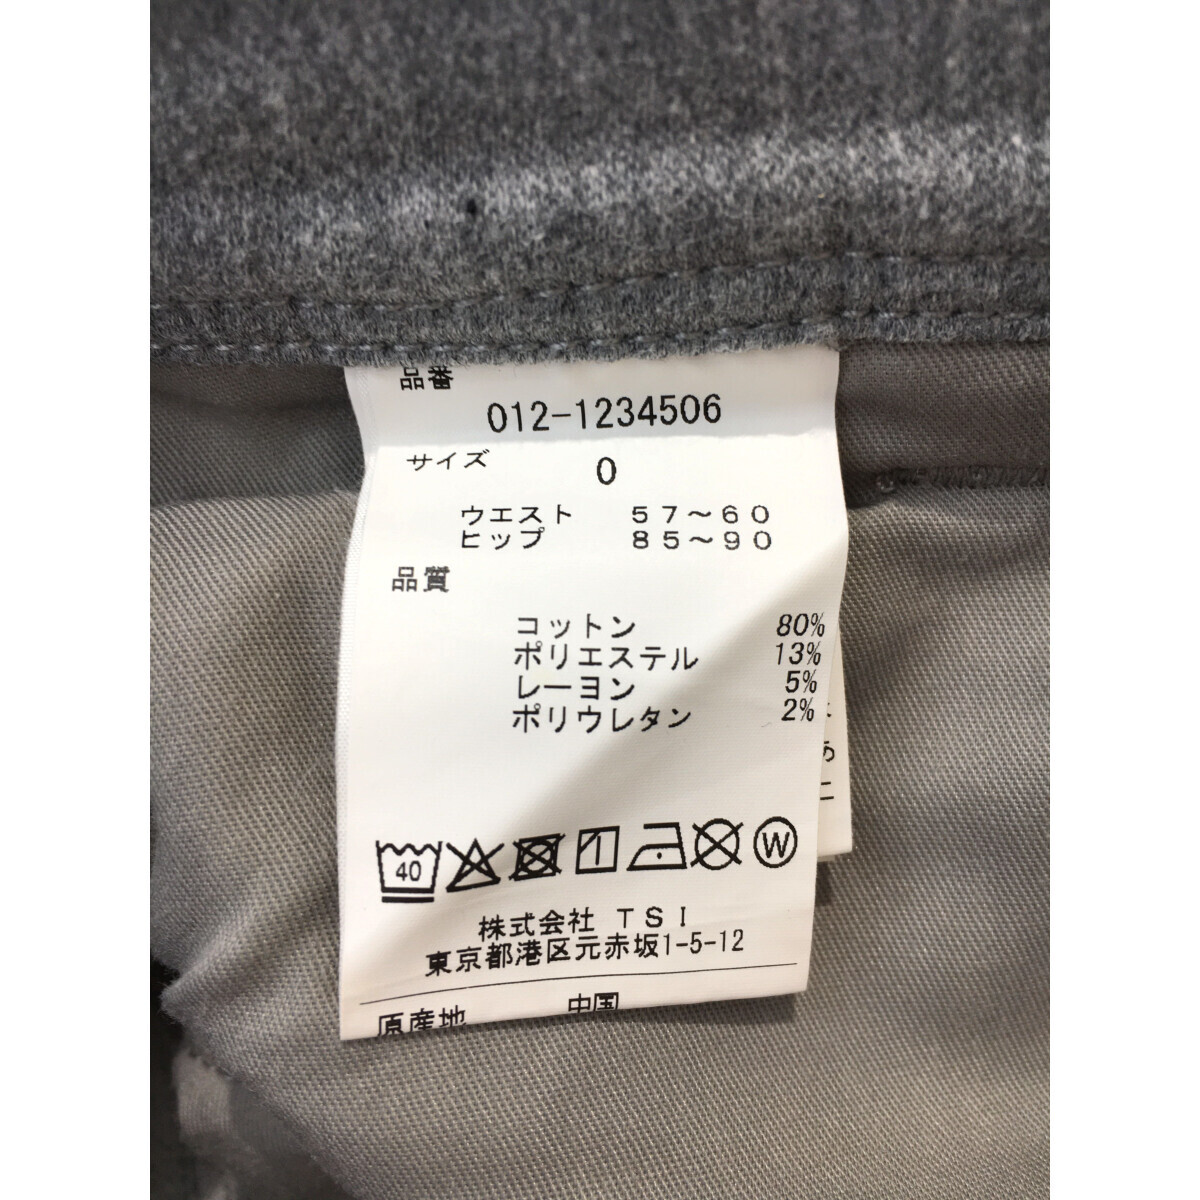 品番
012-1234506
サイズ 0
ウエスト 57～60
ヒップ 85～90
品質
コットン 80%
ポリエステル 13%
レーヨン 5%
ポリウレタン 2%
40 W
株式会社 TSI
東京都港区元赤坂1-5-12
原産地 中国